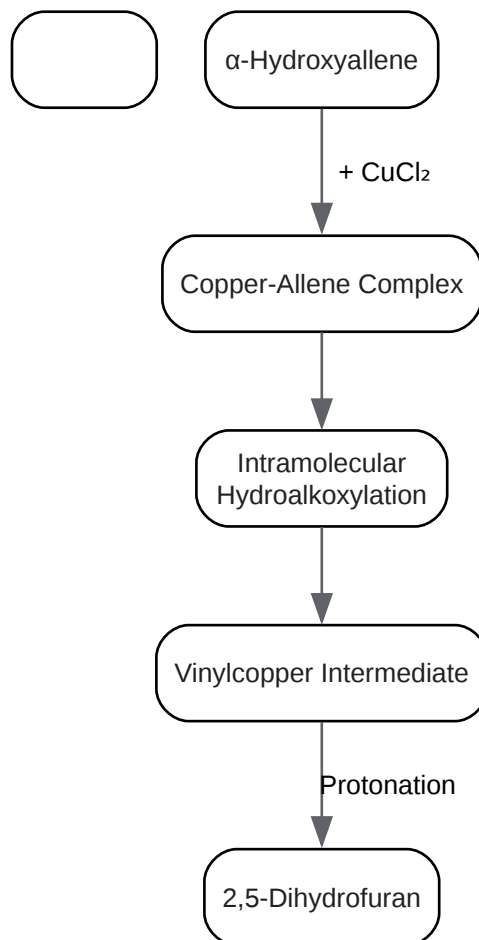 α-Hydroxyallene
+ CuCl₂
Copper-Allene Complex
Intramolecular
Hydroalkoxylation
Vinylcopper Intermediate
Protonation
2,5-Dihydrofuran